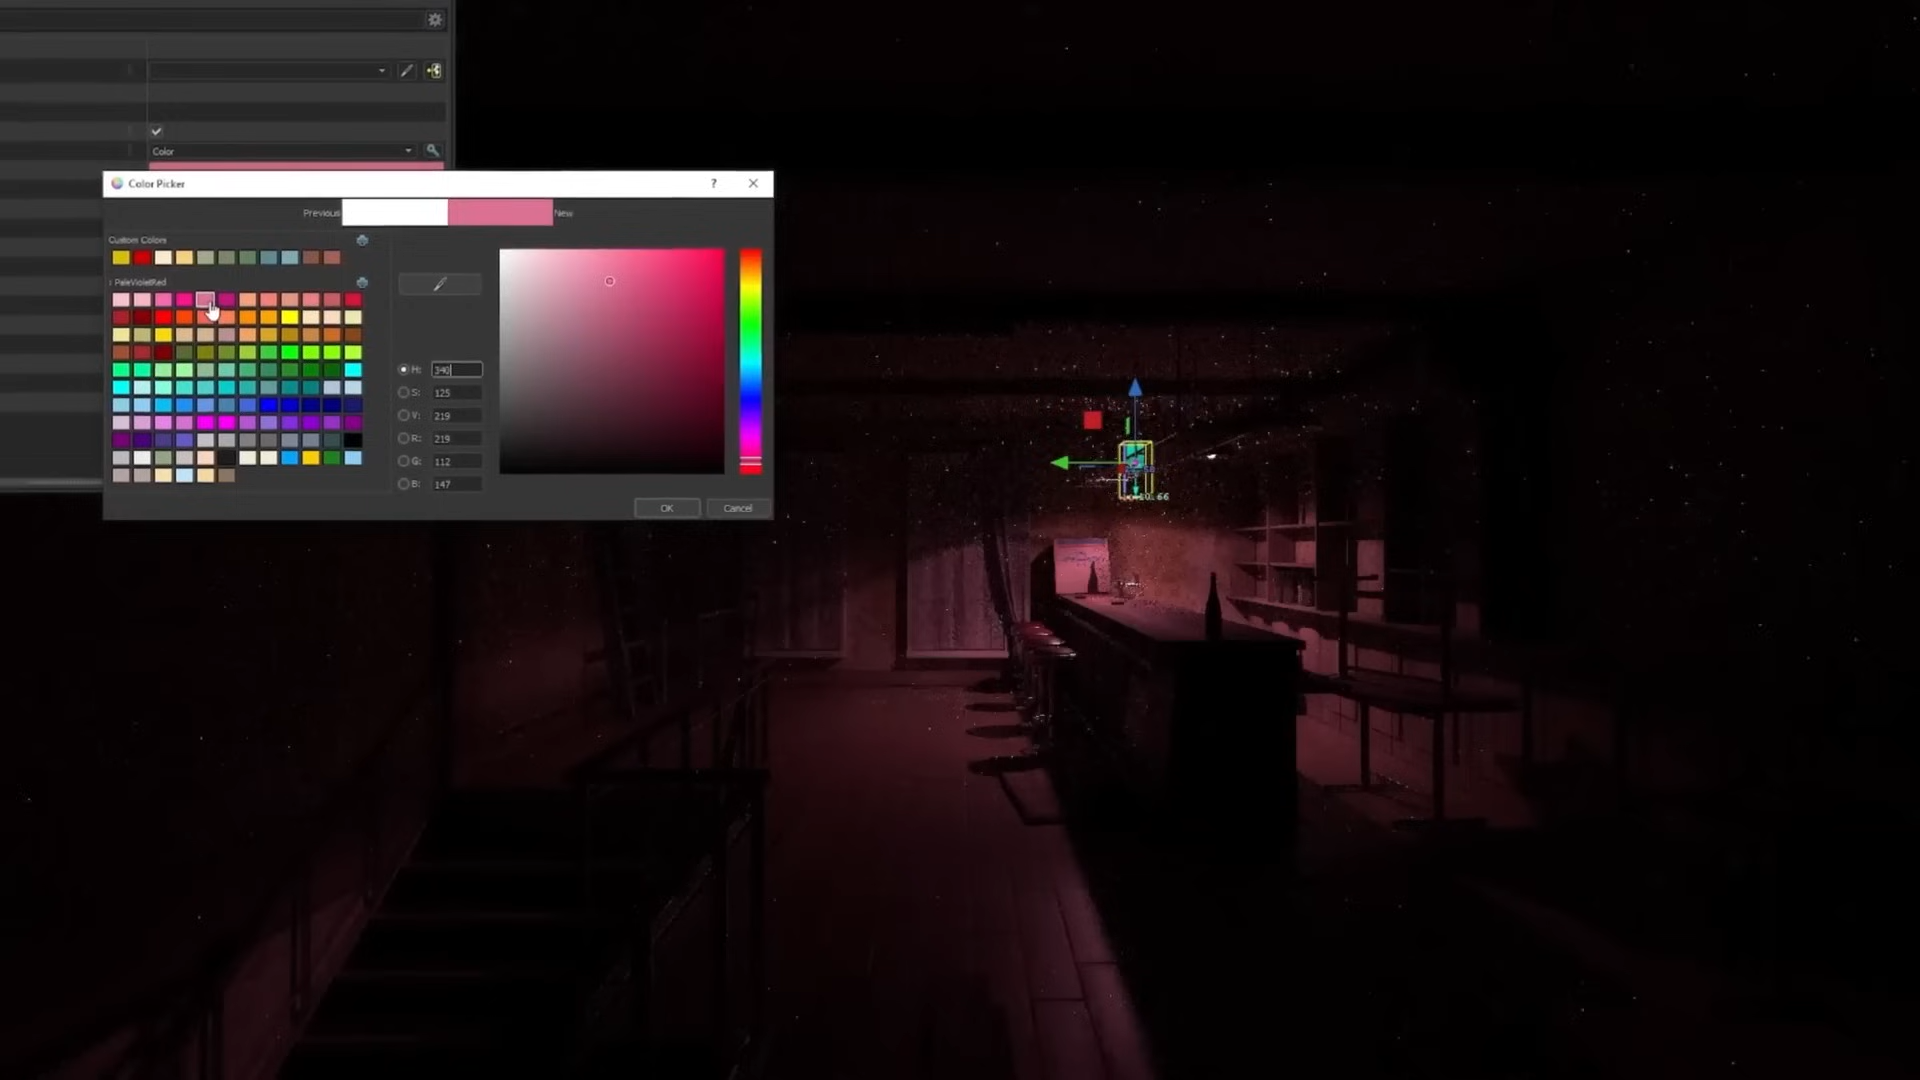 Color
Color Picker
?
Previous
New
Custom Colors
: PaleVioletRed
H: 340
S: 125
V: 219
R: 219
G: 112
B: 147
OK
Cancel